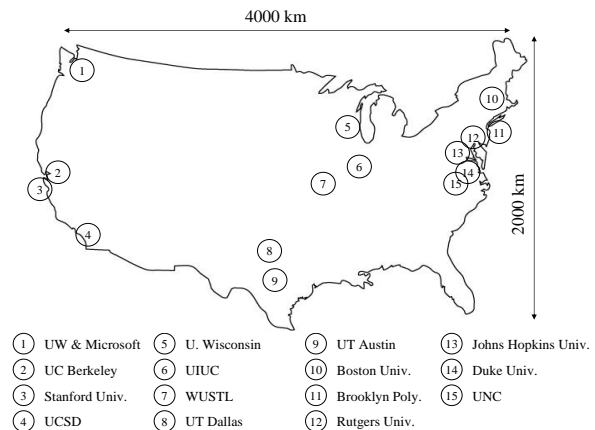 4000 km
1
10
5
11
12
13
6
2
14
3
7
15
2000 km
4
8
9
1 UW & Microsoft 5 U. Wisconsin 9 UT Austin 13 Johns Hopkins Univ.
2 UC Berkeley 6 UIUC 10 Boston Univ. 14 Duke Univ.
3 Stanford Univ. 7 WUSTL 11 Brooklyn Poly. 15 UNC
4 UCSD 8 UT Dallas 12 Rutgers Univ.